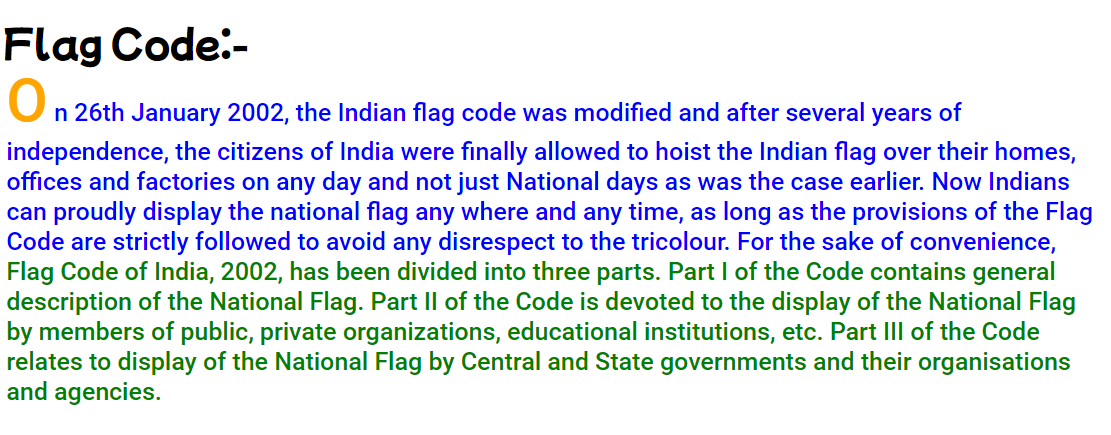 Flag Code:-
On 26th January 2002, the Indian flag code was modified and after several years of
independence, the citizens of India were finally allowed to hoist the Indian flag over their homes,
offices and factories on any day and not just National days as was the case earlier. Now Indians
can proudly display the national flag any where and any time, as long as the provisions of the Flag
Code are strictly followed to avoid any disrespect to the tricolour. For the sake of convenience,
Flag Code of India, 2002, has been divided into three parts. Part I of the Code contains general
description of the National Flag. Part II of the Code is devoted to the display of the National Flag
by members of public, private organizations, educational institutions, etc. Part III of the Code
relates to display of the National Flag by Central and State governments and their organisations
and agencies.